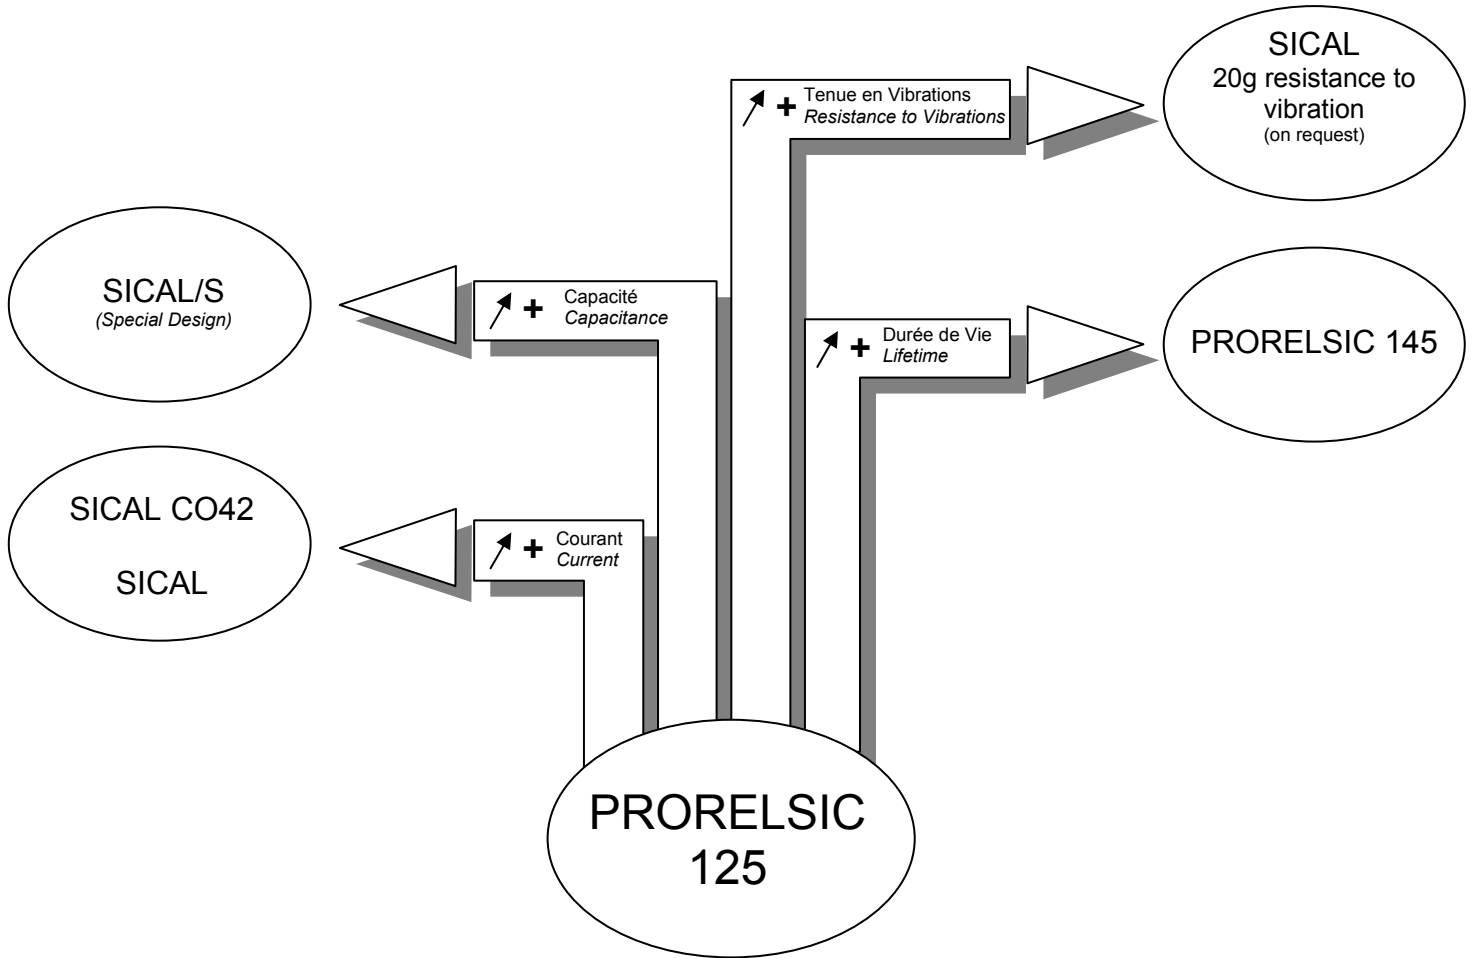 SICAL
20g resistance to
vibration
(on request)
+ Tenue en Vibrations
Resistance to Vibrations
SICAL/S
(Special Design)
+ Capacité
Capacitance
+ Durée de Vie
Lifetime
PRORELSIC 145
SICAL CO42
SICAL
+ Courant
Current
PRORELSIC
125